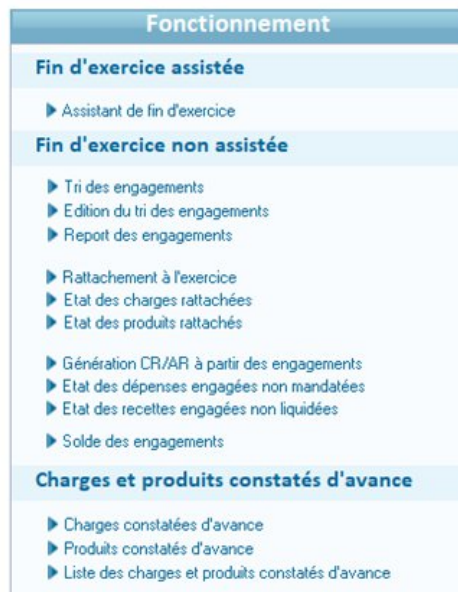 Fonctionnement
Fin d'exercice assistée
Assistant de fin d'exercice
Fin d'exercice non assistée
Tri des engagements
Edition du tri des engagements
Report des engagements
Rattachement à l'exercice
Etat des charges rattachées
Etat des produits rattachés
Génération CR/AR à partir des engagements
Etat des dépenses engagées non mandatées
Etat des recettes engagées non liquidées
Solde des engagements
Charges et produits constatés d'avance
Charges constatées d'avance
Produits constatés d'avance
Liste des charges et produits constatés d'avance